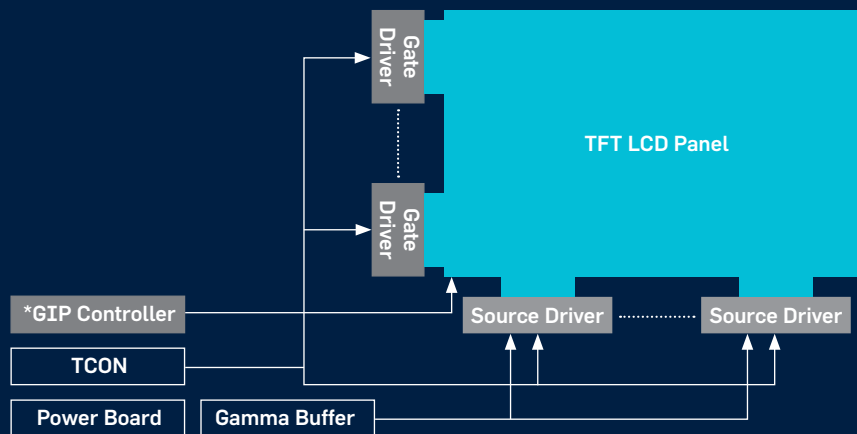 Gate
Driver
TFT LCD Panel
Gate
Driver
*GIP Controller
Source Driver
Source Driver
TCON
Power Board
Gamma Buffer